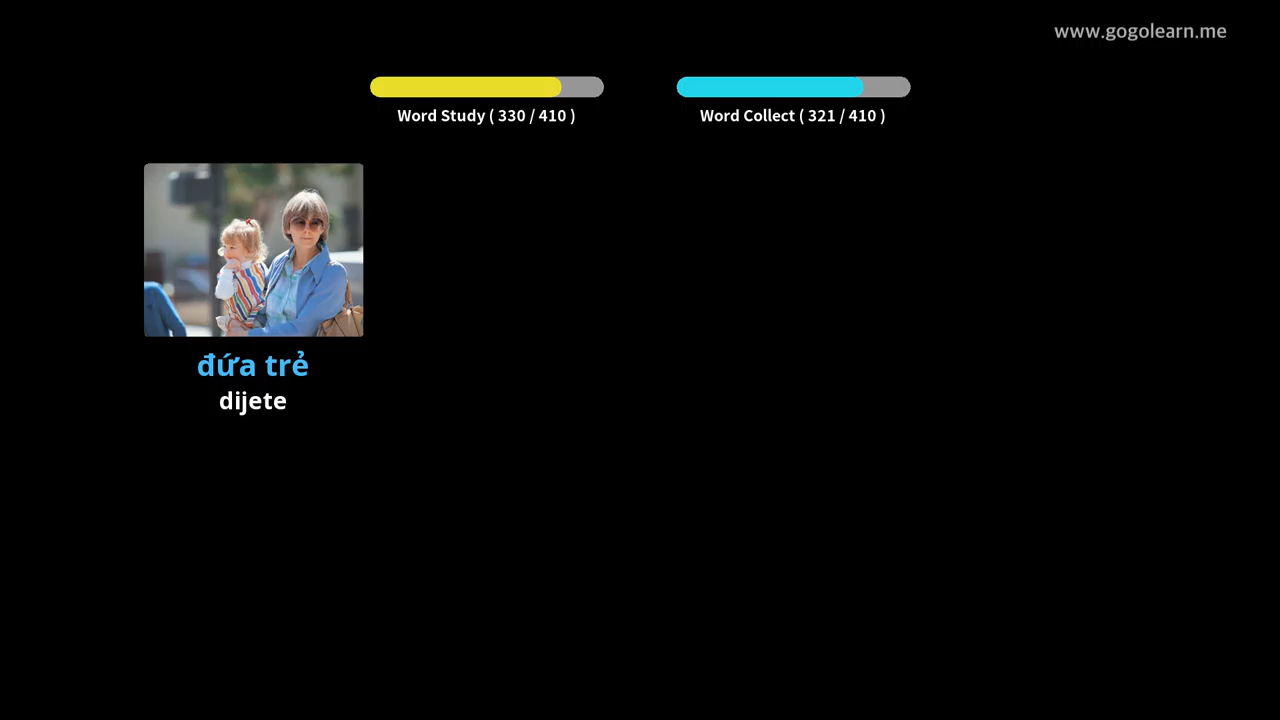 www.gogolearn.me
Word Study ( 330 / 410 )
Word Collect ( 321 / 410 )
đứa trẻ
dijete